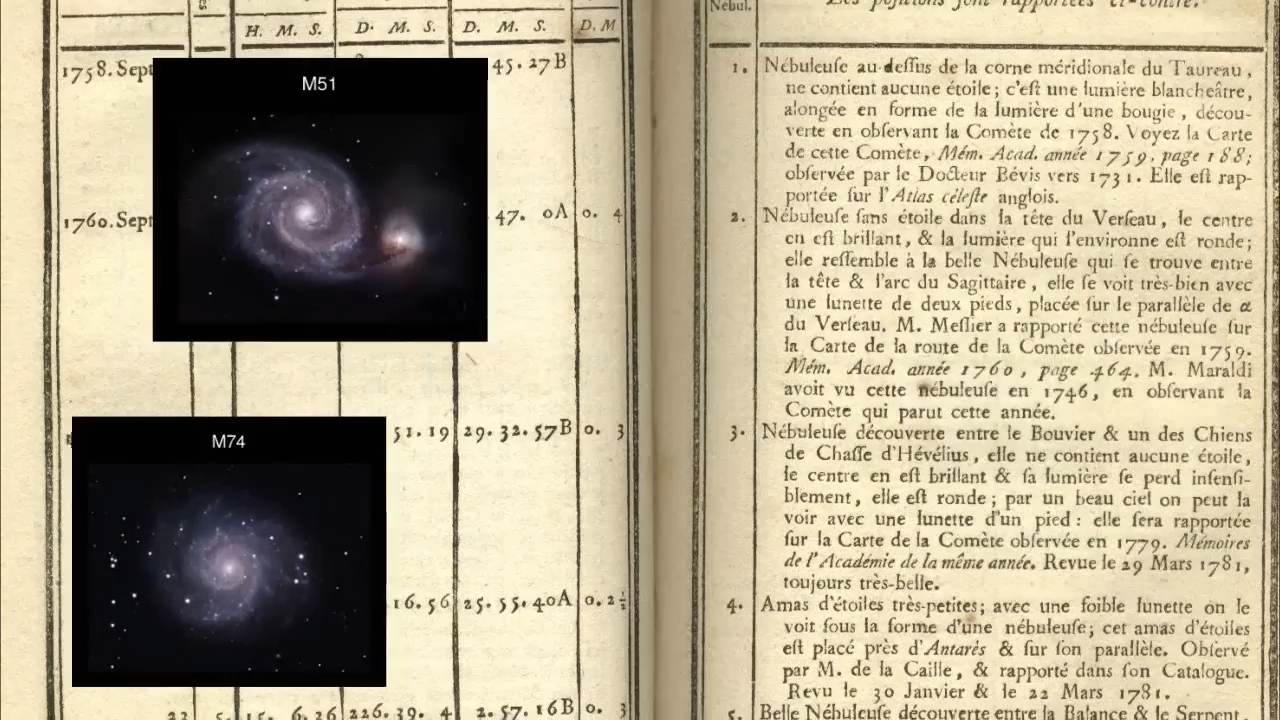 H. M. S. D. M. S. D. M. S. D. M
1758. Sept 45. 27 B
M51
1760. Sept 47. 0A 0. 4
51. 19 29. 32. 57B 0. 3
M74
16. 56 25. 55. 40A 0. 2½
226. 39. 4 2. 57. 16B 0. 3
Nébul.
Les positions sont rapportées ci-contre.
1. Nébuleuſe au-deſſus de la corne méridionale du Taureau,
ne contient aucune étoile; c'eſt une lumière blancheâtre,
alongée en forme de la lumière d'une bougie, décou-
verte en obſervant la Comète de 1758. Voyez la Carte
de cette Comète, Mém. Acad. année 1759, page 188;
obſervée par le Docteur Bévis vers 1731. Elle eſt rap-
portée ſur l'Atlas céleſte anglois.
2. Nébuleuſe ſans étoile dans la tête du Verſeau, le centre
en eſt brillant, & la lumière qui l'environne eſt ronde;
elle reſſemble à la belle Nébuleuſe qui ſe trouve entre
la tête & l'arc du Sagittaire, elle ſe voit très-bien avec
une lunette de deux pieds, placée ſur le parallèle de α
du Verſeau. M. Meſſier a rapporté cette nébuleuſe ſur
la Carte de la route de la Comète obſervée en 1759.
Mém. Acad. année 1760, page 464. M. Maraldi
avoit vu cette nébuleuſe en 1746, en obſervant la
Comète qui parut cette année.
3. Nébuleuſe découverte entre le Bouvier & un des Chiens
de Chaſſe d'Hévélius, elle ne contient aucune étoile,
le centre en eſt brillant & ſa lumière ſe perd inſenſi-
blement, elle eſt ronde; par un beau ciel on peut la
voir avec une lunette d'un pied: elle ſera rapportée
ſur la Carte de la Comète obſervée en 1779. Mémoires
de l'Académie de la même année. Revue le 29 Mars 1781,
toujours très-belle.
4. Amas d'étoiles très-petites; avec une foible lunette on le
voit ſous la forme d'une nébuleuſe; cet amas d'étoiles
eſt placé près d'Antarès & ſur ſon parallèle. Obſervé
par M. de la Caille, & rapporté dans ſon Catalogue.
Revu le 30 Janvier & le 22 Mars 1781.
5. Belle Nébuleuſe découverte entre la Balance & le Serpent,